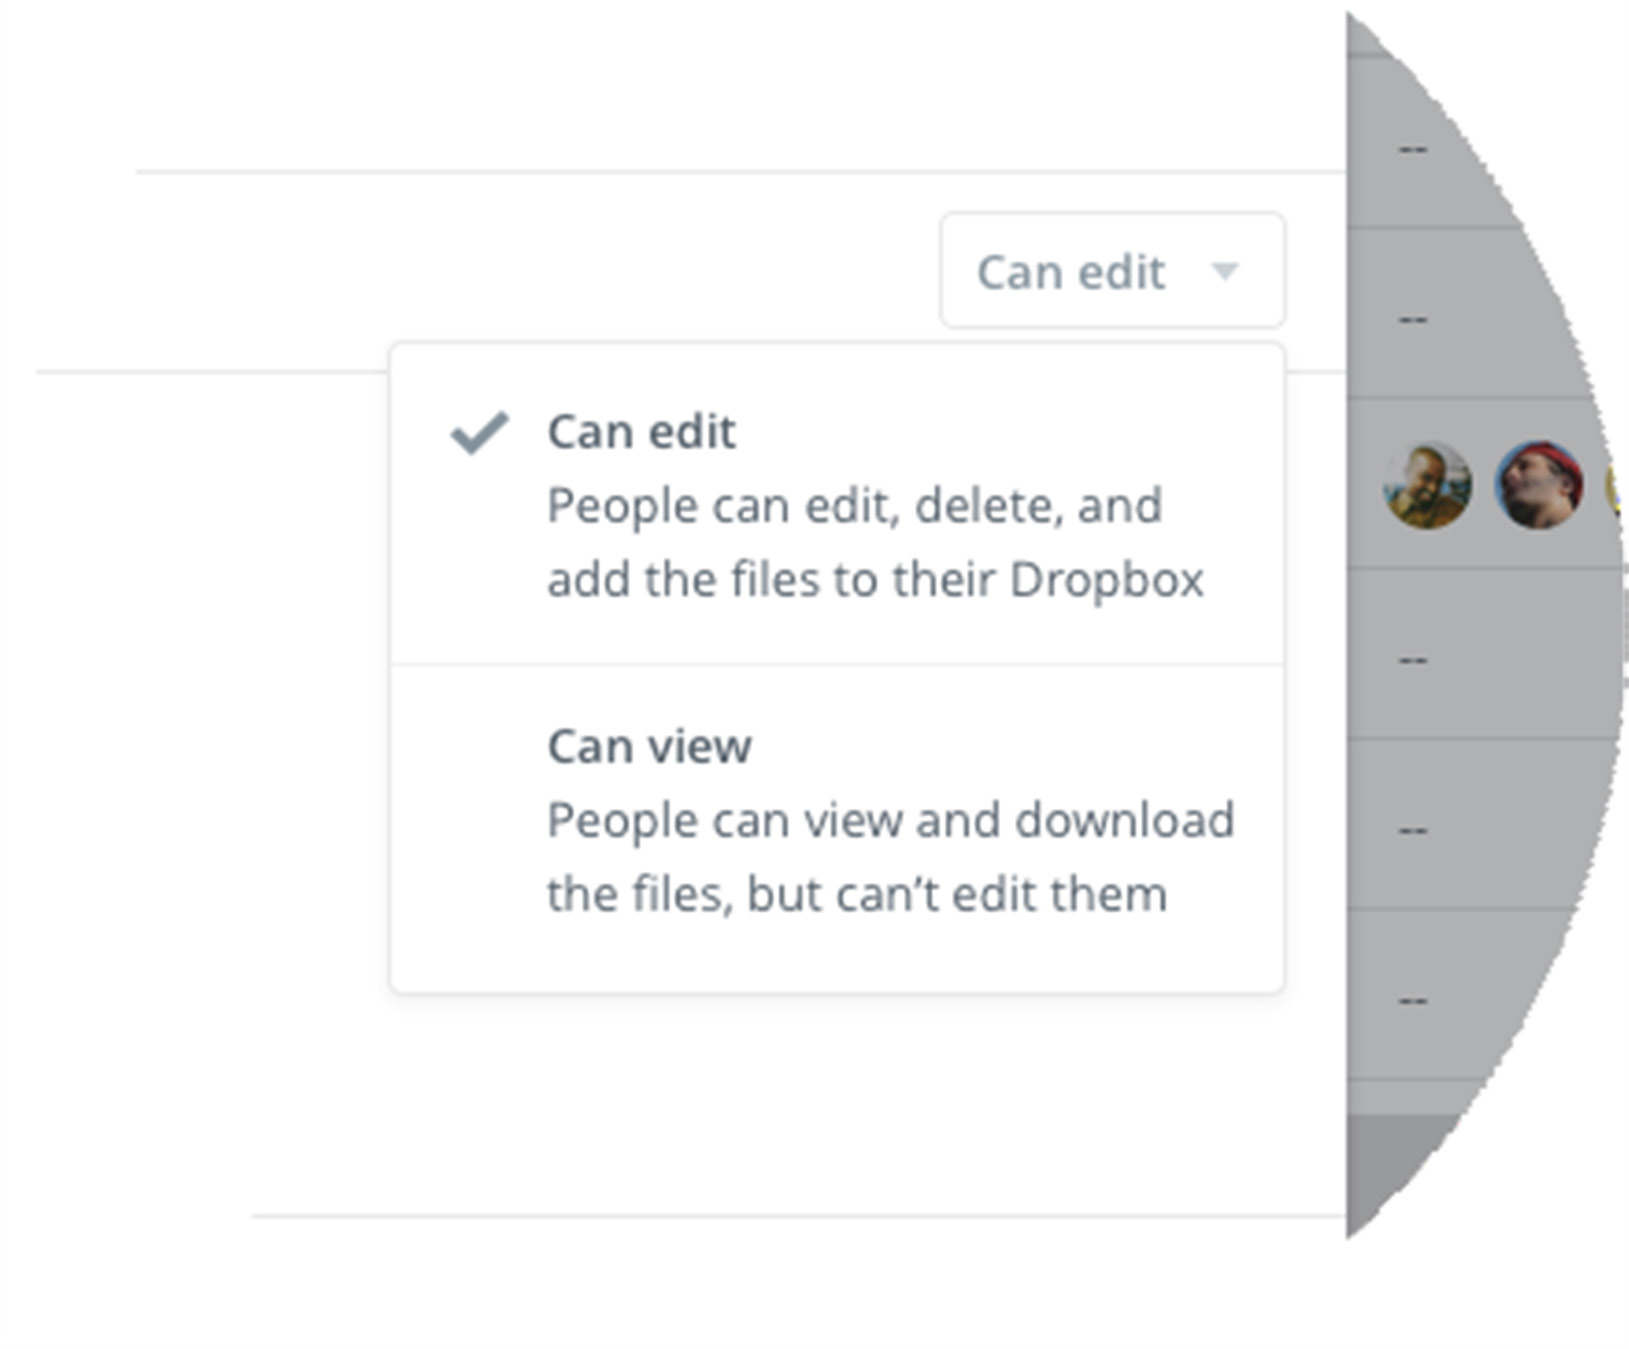 --
Can edit
--
Can edit
People can edit, delete, and
add the files to their Dropbox
--
Can view
People can view and download
the files, but can’t edit them
--
--